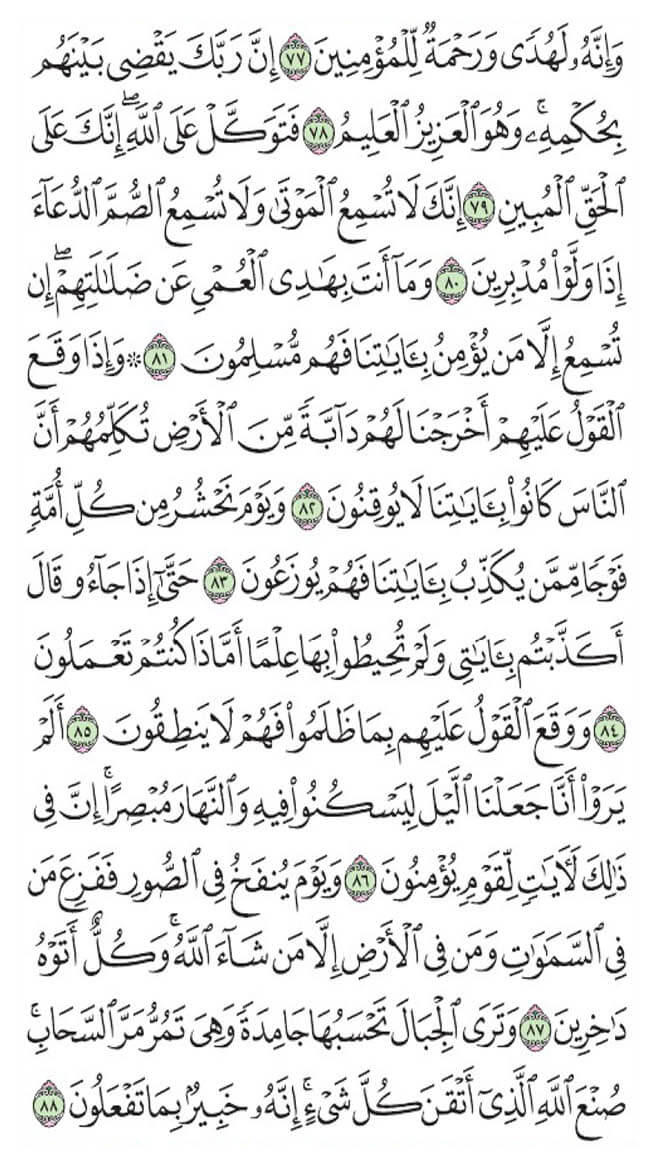 وَإِنَّهُۥ لَهُدٗى وَرَحۡمَةٞ لِّلۡمُؤۡمِنِينَ ٧٧ إِنَّ رَبَّكَ يَقۡضِي بَيۡنَهُم
بِحُكۡمِهِۦۚ وَهُوَ ٱلۡعَزِيزُ ٱلۡعَلِيمُ ٧٨ فَتَوَكَّلۡ عَلَى ٱللَّهِۖ إِنَّكَ عَلَى
ٱلۡحَقِّ ٱلۡمُبِينِ ٧٩ إِنَّكَ لَا تُسۡمِعُ ٱلۡمَوۡتَىٰ وَلَا تُسۡمِعُ ٱلصُّمَّ ٱلدُّعَآءَ
إِذَا وَلَّوۡاْ مُدۡبِرِينَ ٨٠ وَمَآ أَنتَ بِهَٰدِي ٱلۡعُمۡيِ عَن ضَلَٰلَتِهِمۡۖ إِن
تُسۡمِعُ إِلَّا مَن يُؤۡمِنُ بِـَٔايَٰتِنَا فَهُم مُّسۡلِمُونَ ٨١ ۞ وَإِذَا وَقَعَ
ٱلۡقَوۡلُ عَلَيۡهِمۡ أَخۡرَجۡنَا لَهُمۡ دَآبَّةٗ مِّنَ ٱلۡأَرۡضِ تُكَلِّمُهُمۡ أَنَّ
ٱلنَّاسَ كَانُواْ بِـَٔايَٰتِنَا لَا يُوقِنُونَ ٨٢ وَيَوۡمَ نَحۡشُرُ مِن كُلِّ أُمَّةٖ
فَوۡجٗا مِّمَّن يُكَذِّبُ بِـَٔايَٰتِنَا فَهُمۡ يُوزَعُونَ ٨٣ حَتَّىٰٓ إِذَا جَآءُو قَالَ
أَكَذَّبۡتُم بِـَٔايَٰتِي وَلَمۡ تُحِيطُواْ بِهَا عِلۡمًا أَمَّاذَا كُنتُمۡ تَعۡمَلُونَ
٨٤ وَوَقَعَ ٱلۡقَوۡلُ عَلَيۡهِم بِمَا ظَلَمُواْ فَهُمۡ لَا يَنطِقُونَ ٨٥ أَلَمۡ
يَرَوۡاْ أَنَّا جَعَلۡنَا ٱلَّيۡلَ لِيَسۡكُنُواْ فِيهِ وَٱلنَّهَارَ مُبۡصِرًاۚ إِنَّ فِي
ذَٰلِكَ لَأٓيَٰتٖ لِّقَوۡمٖ يُؤۡمِنُونَ ٨٦ وَيَوۡمَ يُنفَخُ فِي ٱلصُّورِ فَفَزِعَ مَن
فِي ٱلسَّمَٰوَٰتِ وَمَن فِي ٱلۡأَرۡضِ إِلَّا مَن شَآءَ ٱللَّهُۚ وَكُلٌّ أَتَوۡهُ
دَٰخِرِينَ ٨٧ وَتَرَى ٱلۡجِبَالَ تَحۡسَبُهَا جَامِدَةٗ وَهِيَ تَمُرُّ مَرَّ ٱلسَّحَابِۚ
صُنۡعَ ٱللَّهِ ٱلَّذِيٓ أَتۡقَنَ كُلَّ شَيۡءٍۚ إِنَّهُۥ خَبِيرُۢ بِمَا تَفۡعَلُونَ ٨٨